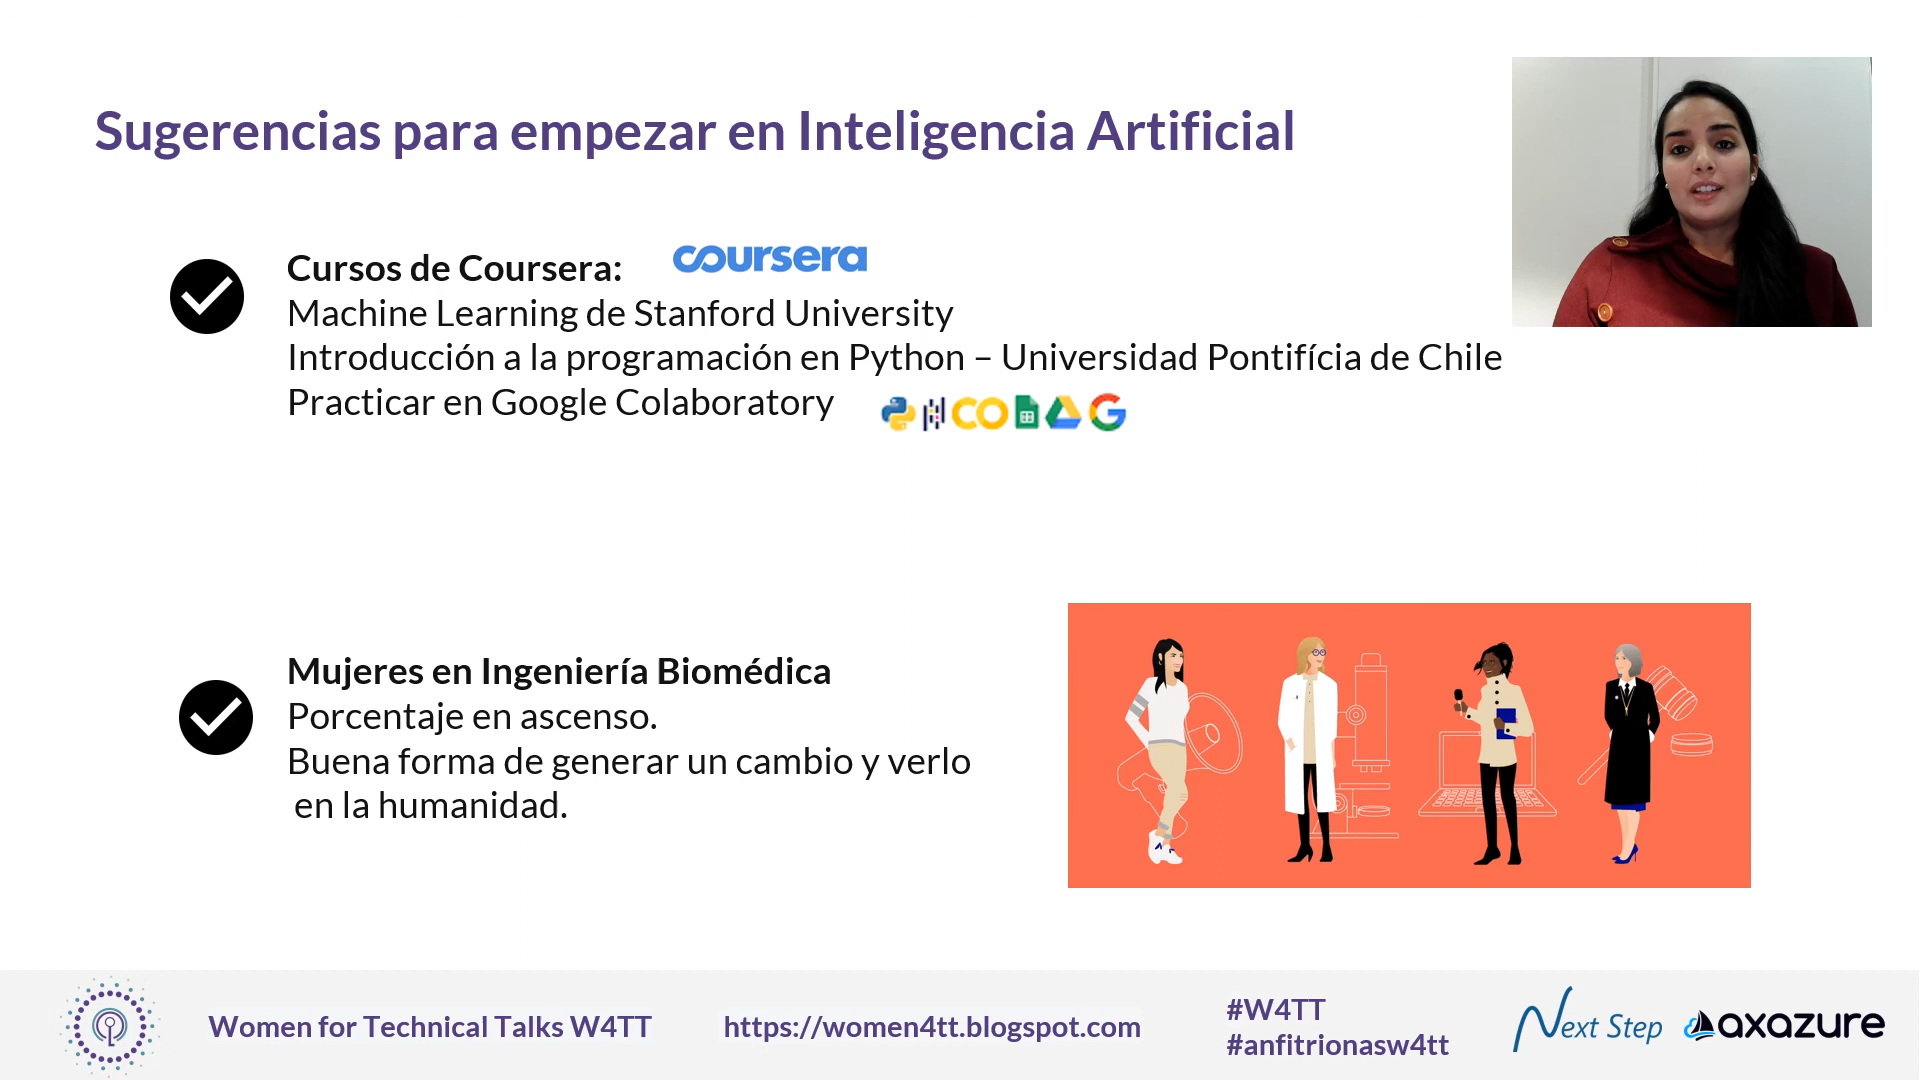 Sugerencias para empezar en Inteligencia Artificial
Cursos de Coursera:
coursera
Machine Learning de Stanford University
Introducción a la programación en Python – Universidad Pontifícia de Chile
Practicar en Google Colaboratory
CO
G
Mujeres en Ingeniería Biomédica
Porcentaje en ascenso.
Buena forma de generar un cambio y verlo
en la humanidad.
Women for Technical Talks W4TT
https://women4tt.blogspot.com
#W4TT
#anfitrionasw4tt
Next Step
axazure